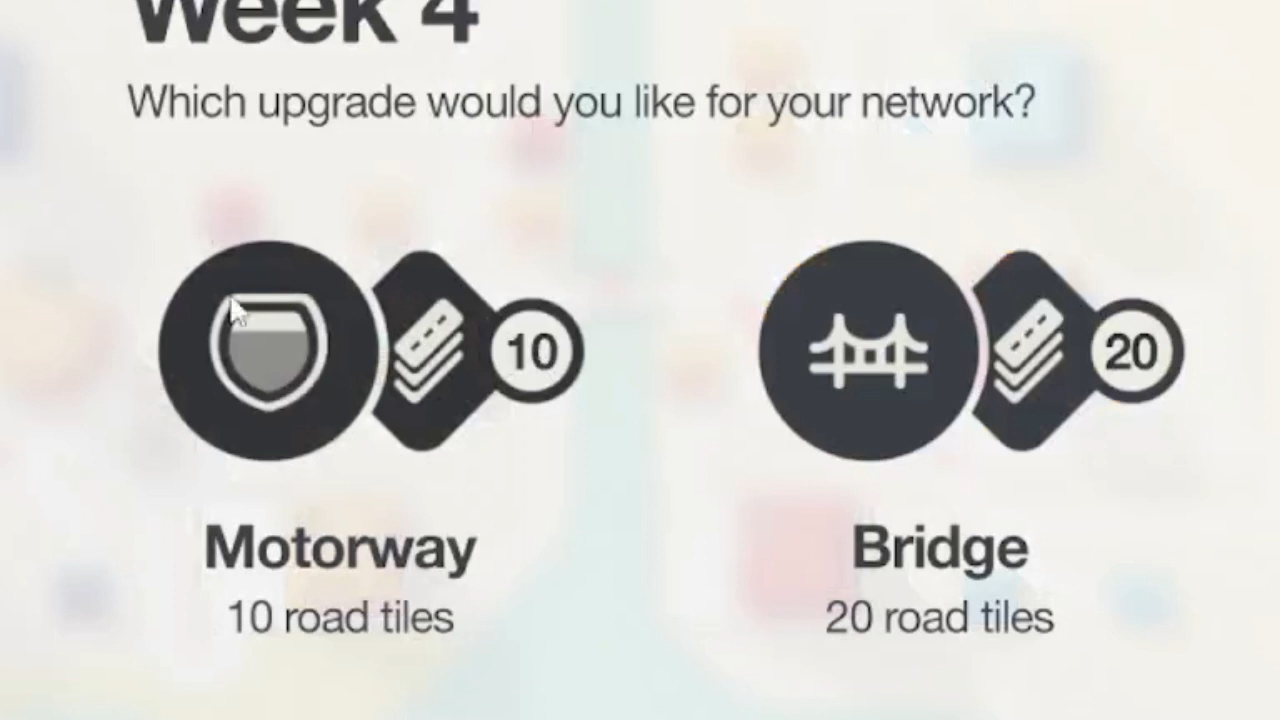 Week 4
Which upgrade would you like for your network?
10
20
Motorway
Bridge
10 road tiles
20 road tiles